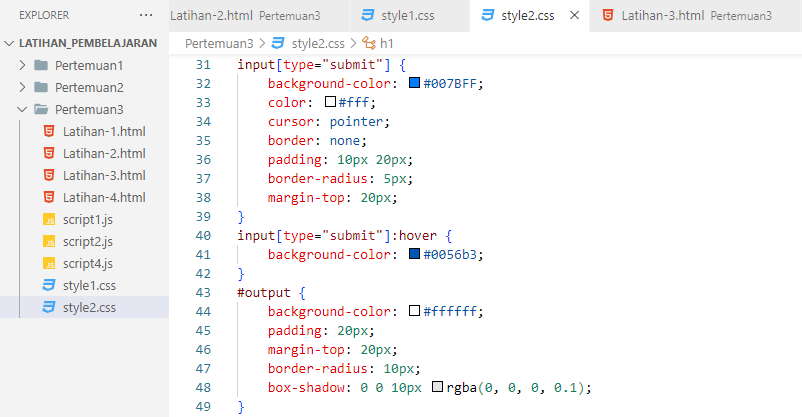 EXPLORER ···
LATIHAN_PEMBELAJARAN
Pertemuan1
Pertemuan2
Pertemuan3
Latihan-1.html
Latihan-2.html
Latihan-3.html
Latihan-4.html
script1.js
script2.js
script4.js
style1.css
style2.css
Latihan-2.html Pertemuan3 style1.css style2.css Latihan-3.html Pertemuan3
Pertemuan3 > style2.css > h1
31 input[type="submit"] {
32 background-color: #007BFF;
33 color: #fff;
34 cursor: pointer;
35 border: none;
36 padding: 10px 20px;
37 border-radius: 5px;
38 margin-top: 20px;
39 }
40 input[type="submit"]:hover {
41 background-color: #0056b3;
42 }
43 #output {
44 background-color: #ffffff;
45 padding: 20px;
46 margin-top: 20px;
47 border-radius: 10px;
48 box-shadow: 0 0 10px rgba(0, 0, 0, 0.1);
49 }